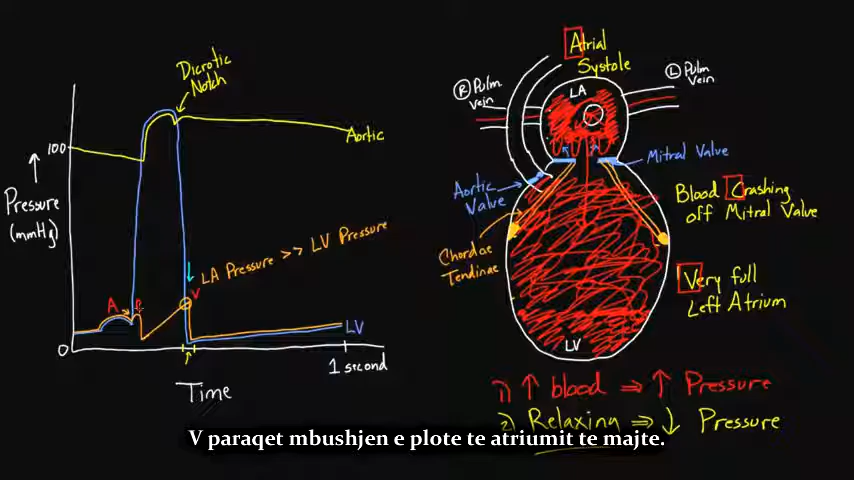 Dicrotic
Notch
100
Pressure
(mmHg)
Aortic
LA Pressure >> LV Pressure
A
C
V
LV
0
1 second
Time
Atrial
Systole
R Pulm
vein
L Pulm
vein
LA
Mitral Valve
Aortic
Valve
Blood Crashing
off Mitral Valve
Chordae
Tendinae
Very full
Left Atrium
LV
1) ↑ blood ⇒ ↑ Pressure
2) Relaxing ⇒ ↓ Pressure
V paraqet mbushjen e plote te atriumit te majte.